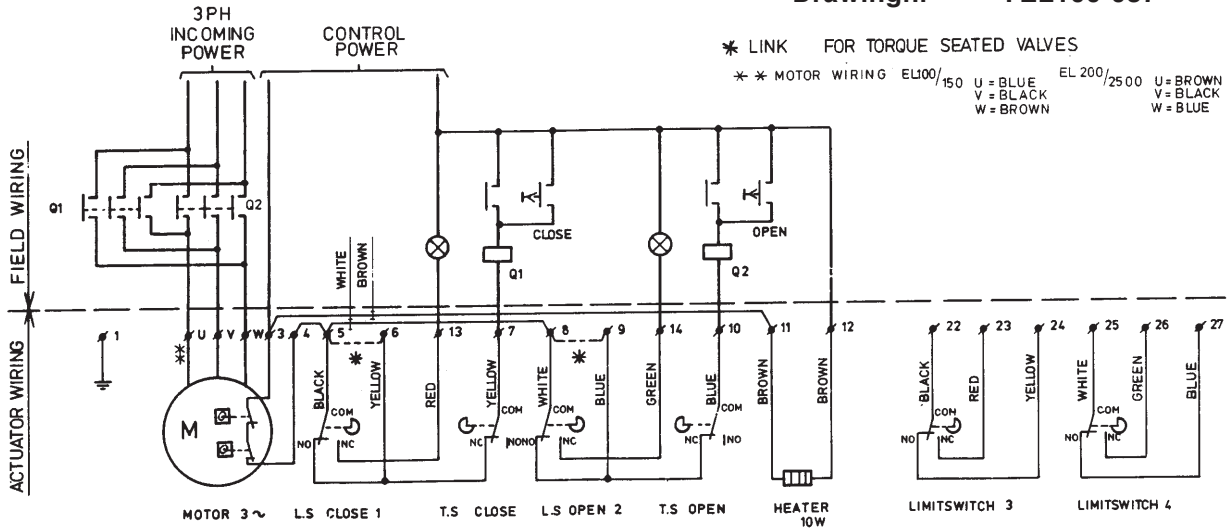 3PH
INCOMING
POWER
CONTROL
POWER
* LINK FOR TORQUE SEATED VALVES
* * MOTOR WIRING EL100/150 U = BLUE EL 200/2500 U = BROWN
V = BLACK V = BLACK
W = BROWN W = BLUE
FIELD WIRING
Q1
Q2
WHITE
BROWN
CLOSE
Q1
OPEN
Q2
ACTUATOR WIRING
1 U V W 3 4 5 6 13 7 8 9 14 10 11 12 22 23 24 25 26 27
**
*
*
BLACK
YELLOW
RED
YELLOW
WHITE
BLUE
GREEN
BLUE
BROWN
BROWN
BLACK
RED
YELLOW
WHITE
GREEN
BLUE
M
COM COM COM COM COM COM
NO NC NC NO NO NC NC NO NO NC NO NC
MOTOR 3~ L.S CLOSE 1 T.S CLOSE L.S OPEN 2 T.S OPEN HEATER LIMITSWITCH 3 LIMITSWITCH 4
10W